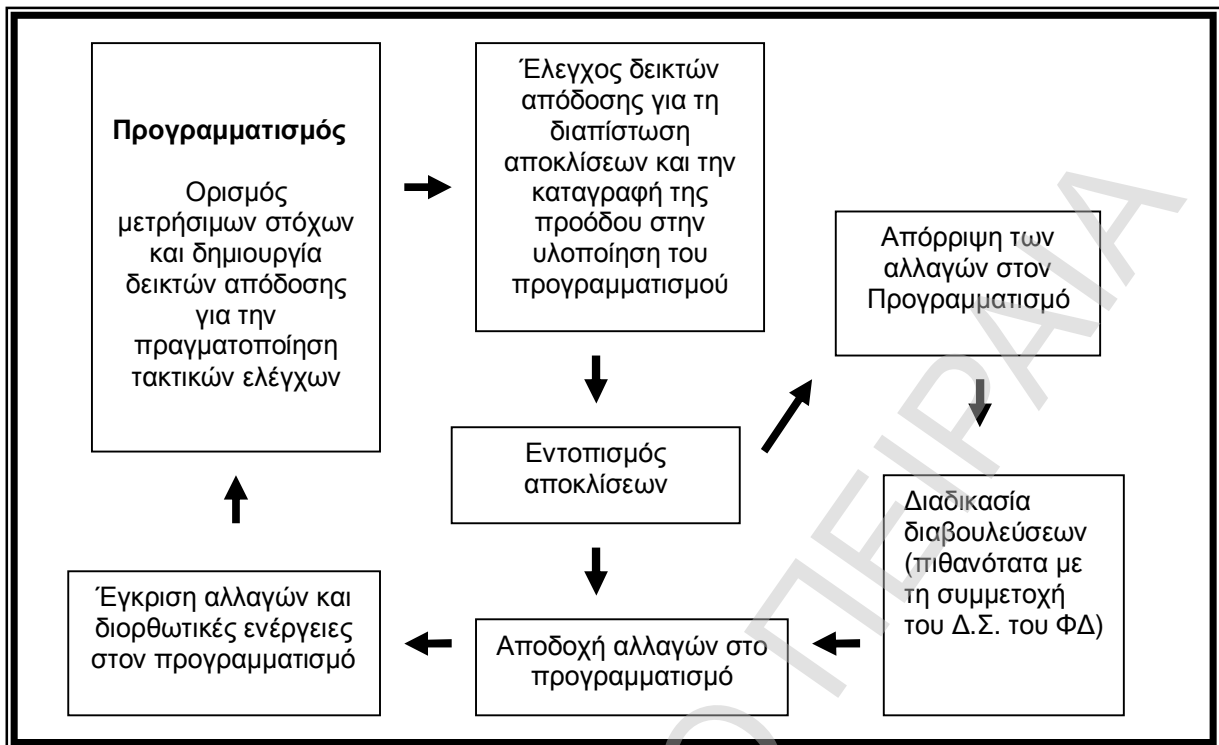 Προγραμματισμός
Ορισμός
μετρήσιμων στόχων
και δημιουργία
δεικτών απόδοσης
για την
πραγματοποίηση
τακτικών ελέγχων
Έλεγχος δεικτών
απόδοσης για τη
διαπίστωση
αποκλίσεων και την
καταγραφή της
προόδου στην
υλοποίηση του
προγραμματισμού
Απόρριψη των
αλλαγών στον
Προγραμματισμό
Εντοπισμός
αποκλίσεων
Διαδικασία
διαβουλεύσεων
(πιθανότατα με
τη συμμετοχή
του Δ.Σ. του ΦΔ)
Αποδοχή αλλαγών στο
προγραμματισμό
Έγκριση αλλαγών και
διορθωτικές ενέργειες
στον προγραμματισμό
Ο ΠΕΙΡΑΙΑ